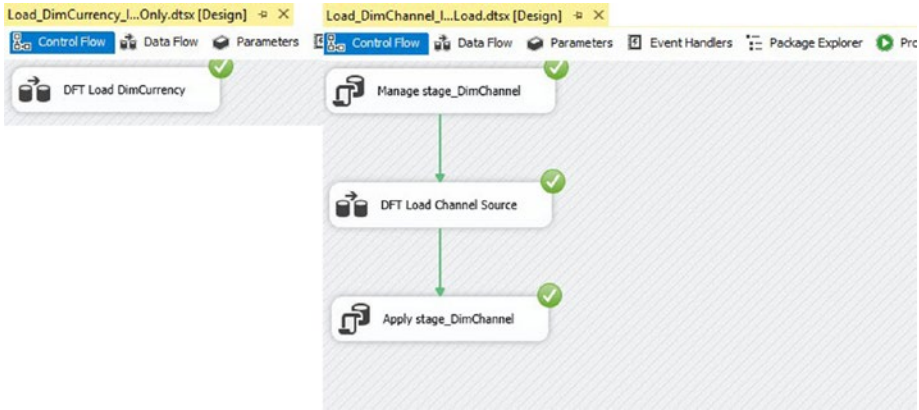 Load_DimCurrency_I...Only.dtsx [Design]
Control Flow Data Flow Parameters
DFT Load DimCurrency
Load_DimChannel_I...Load.dtsx [Design]
Control Flow Data Flow Parameters Event Handlers Package Explorer Pro
Manage stage_DimChannel
DFT Load Channel Source
Apply stage_DimChannel